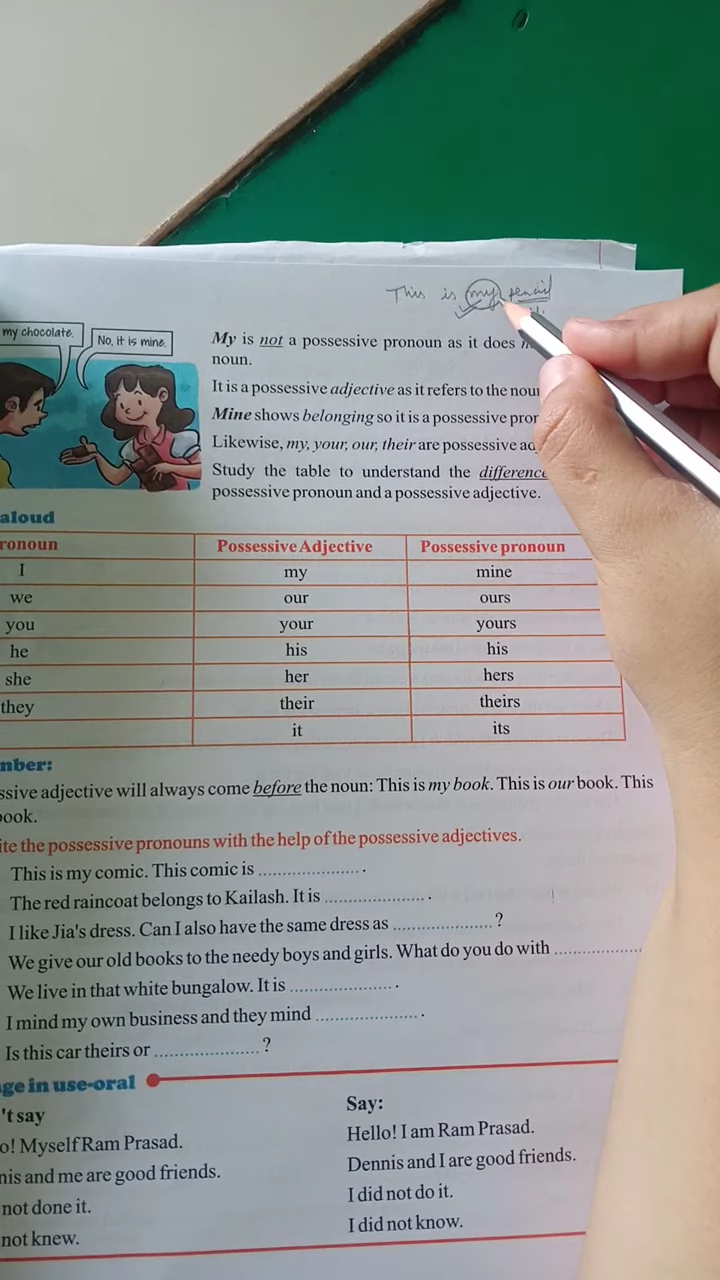 This is my pencil
my chocolate.
No, it is mine.
My is not a possessive pronoun as it does
noun.
It is a possessive adjective as it refers to the nou
Mine shows belonging so it is a possessive pro
Likewise, my, your, our, their are possessive ad
Study the table to understand the difference
possessive pronoun and a possessive adjective.
aloud
ronoun Possessive Adjective Possessive pronoun
I my mine
we our ours
you your yours
he his his
she her hers
they their theirs
it its
mber:
ssive adjective will always come before the noun: This is my book. This is our book. This
ook.
ite the possessive pronouns with the help of the possessive adjectives.
This is my comic. This comic is .................... .
The red raincoat belongs to Kailash. It is .................... .
I like Jia's dress. Can I also have the same dress as .................... ?
We give our old books to the needy boys and girls. What do you do with ....................
We live in that white bungalow. It is .................... .
I mind my own business and they mind .................... .
Is this car theirs or .................... ?
ge in use-oral
't say Say:
o! Myself Ram Prasad. Hello! I am Ram Prasad.
nis and me are good friends. Dennis and I are good friends.
not done it. I did not do it.
not knew. I did not know.